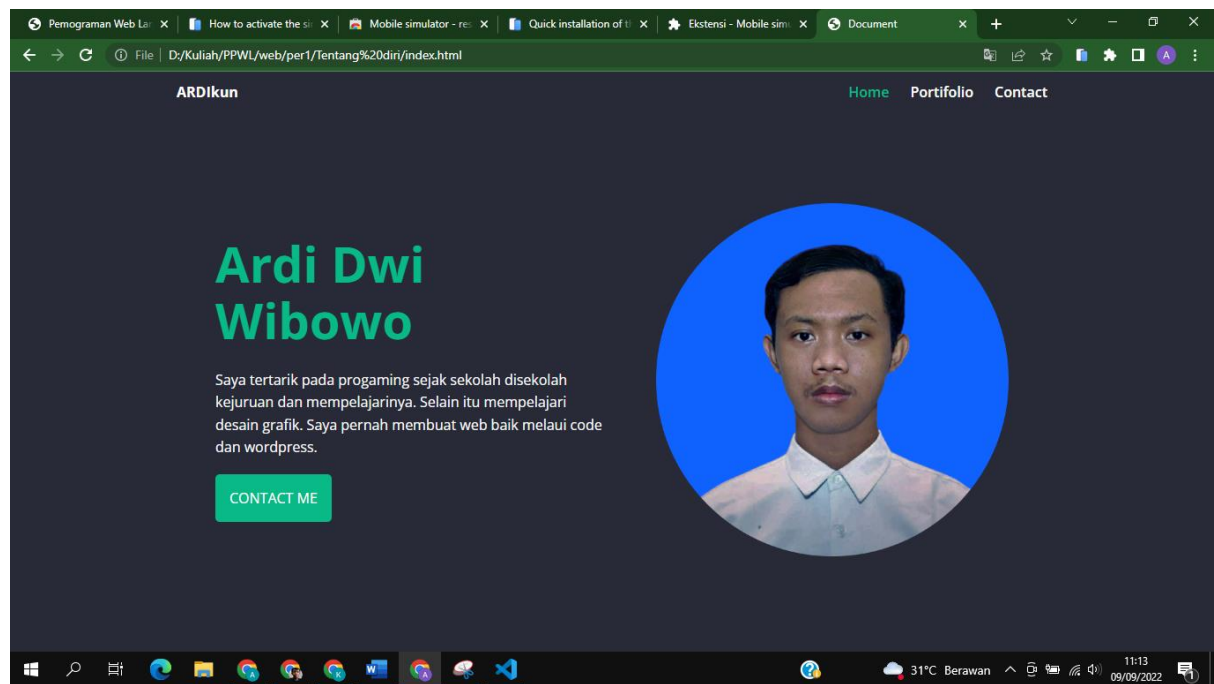 Pemograman Web Lan
How to activate the sin
Mobile simulator - res
Quick installation of th
Ekstensi - Mobile simu
Document
File D:/Kuliah/PPWL/web/per1/Tentang%20diri/index.html
A
ARDIkun
Home Portifolio Contact
Ardi Dwi
Wibowo
Saya tertarik pada progaming sejak sekolah disekolah
kejuruan dan mempelajarinya. Selain itu mempelajari
desain grafik. Saya pernah membuat web baik melaui code
dan wordpress.
CONTACT ME
31°C Berawan
11:13
09/09/2022